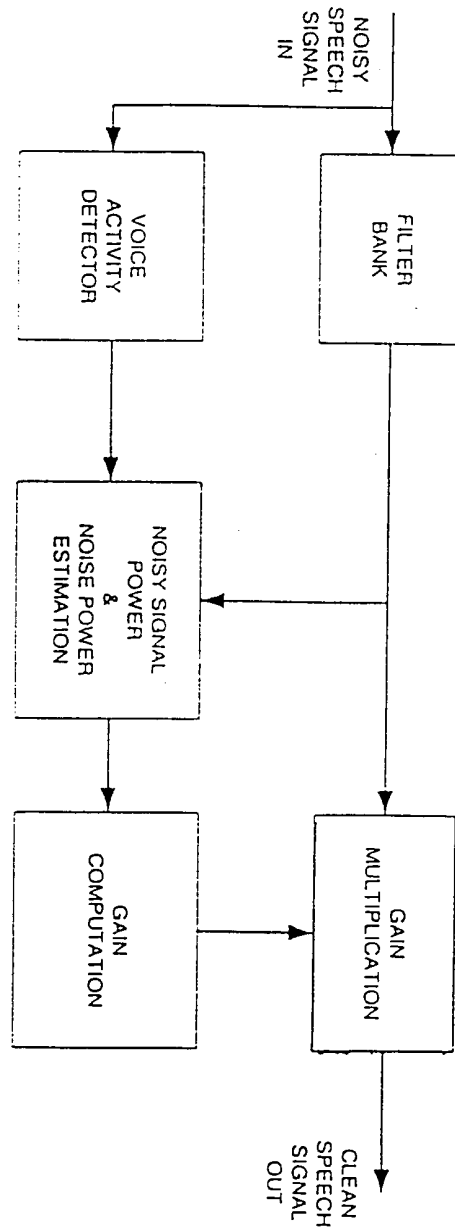 NOISY
SPEECH
SIGNAL
IN
FILTER
BANK
VOICE
ACTIVITY
DETECTOR
NOISY SIGNAL
POWER
&
NOISE POWER
ESTIMATION
GAIN
COMPUTATION
GAIN
MULTIPLICATION
CLEAN
SPEECH
SIGNAL
OUT